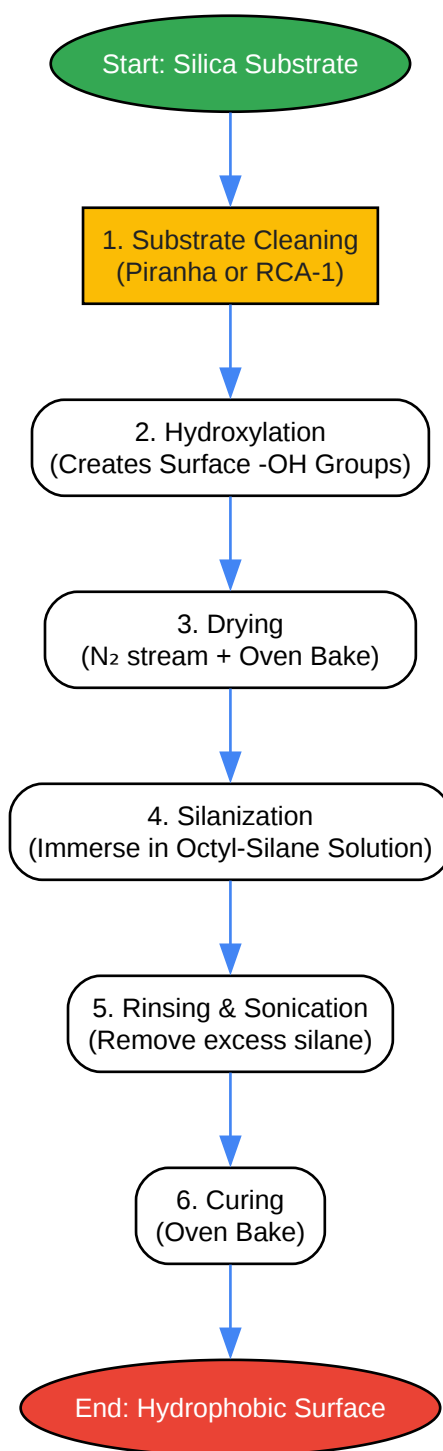 Start: Silica Substrate
1. Substrate Cleaning
(Piranha or RCA-1)
2. Hydroxylation
(Creates Surface -OH Groups)
3. Drying
(N₂ stream + Oven Bake)
4. Silanization
(Immerse in Octyl-Silane Solution)
5. Rinsing & Sonication
(Remove excess silane)
6. Curing
(Oven Bake)
End: Hydrophobic Surface